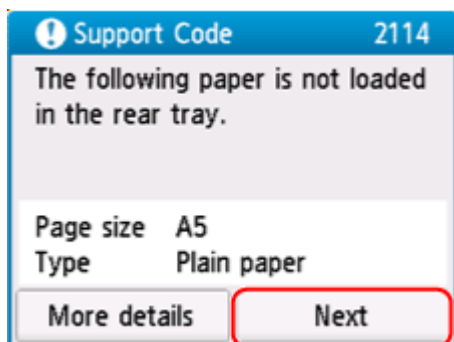 Support Code 2114
The following paper is not loaded
in the rear tray.
Page size A5
Type Plain paper
More details Next